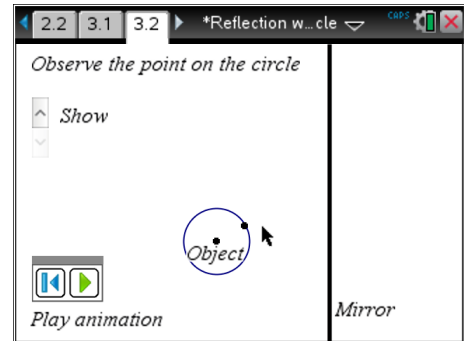 2.2 3.1 3.2 *Reflection w...cle CAPS
Observe the point on the circle
Show
Object
Mirror
Play animation